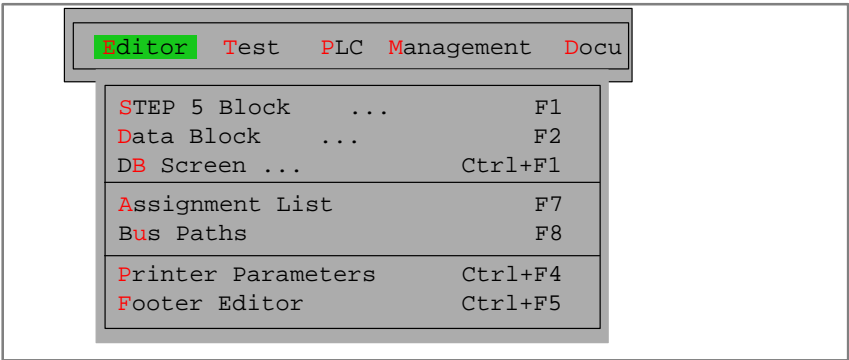 Editor Test PLC Management Docu
STEP 5 Block ... F1
Data Block ... F2
DB Screen ... Ctrl+F1
Assignment List F7
Bus Paths F8
Printer Parameters Ctrl+F4
Footer Editor Ctrl+F5